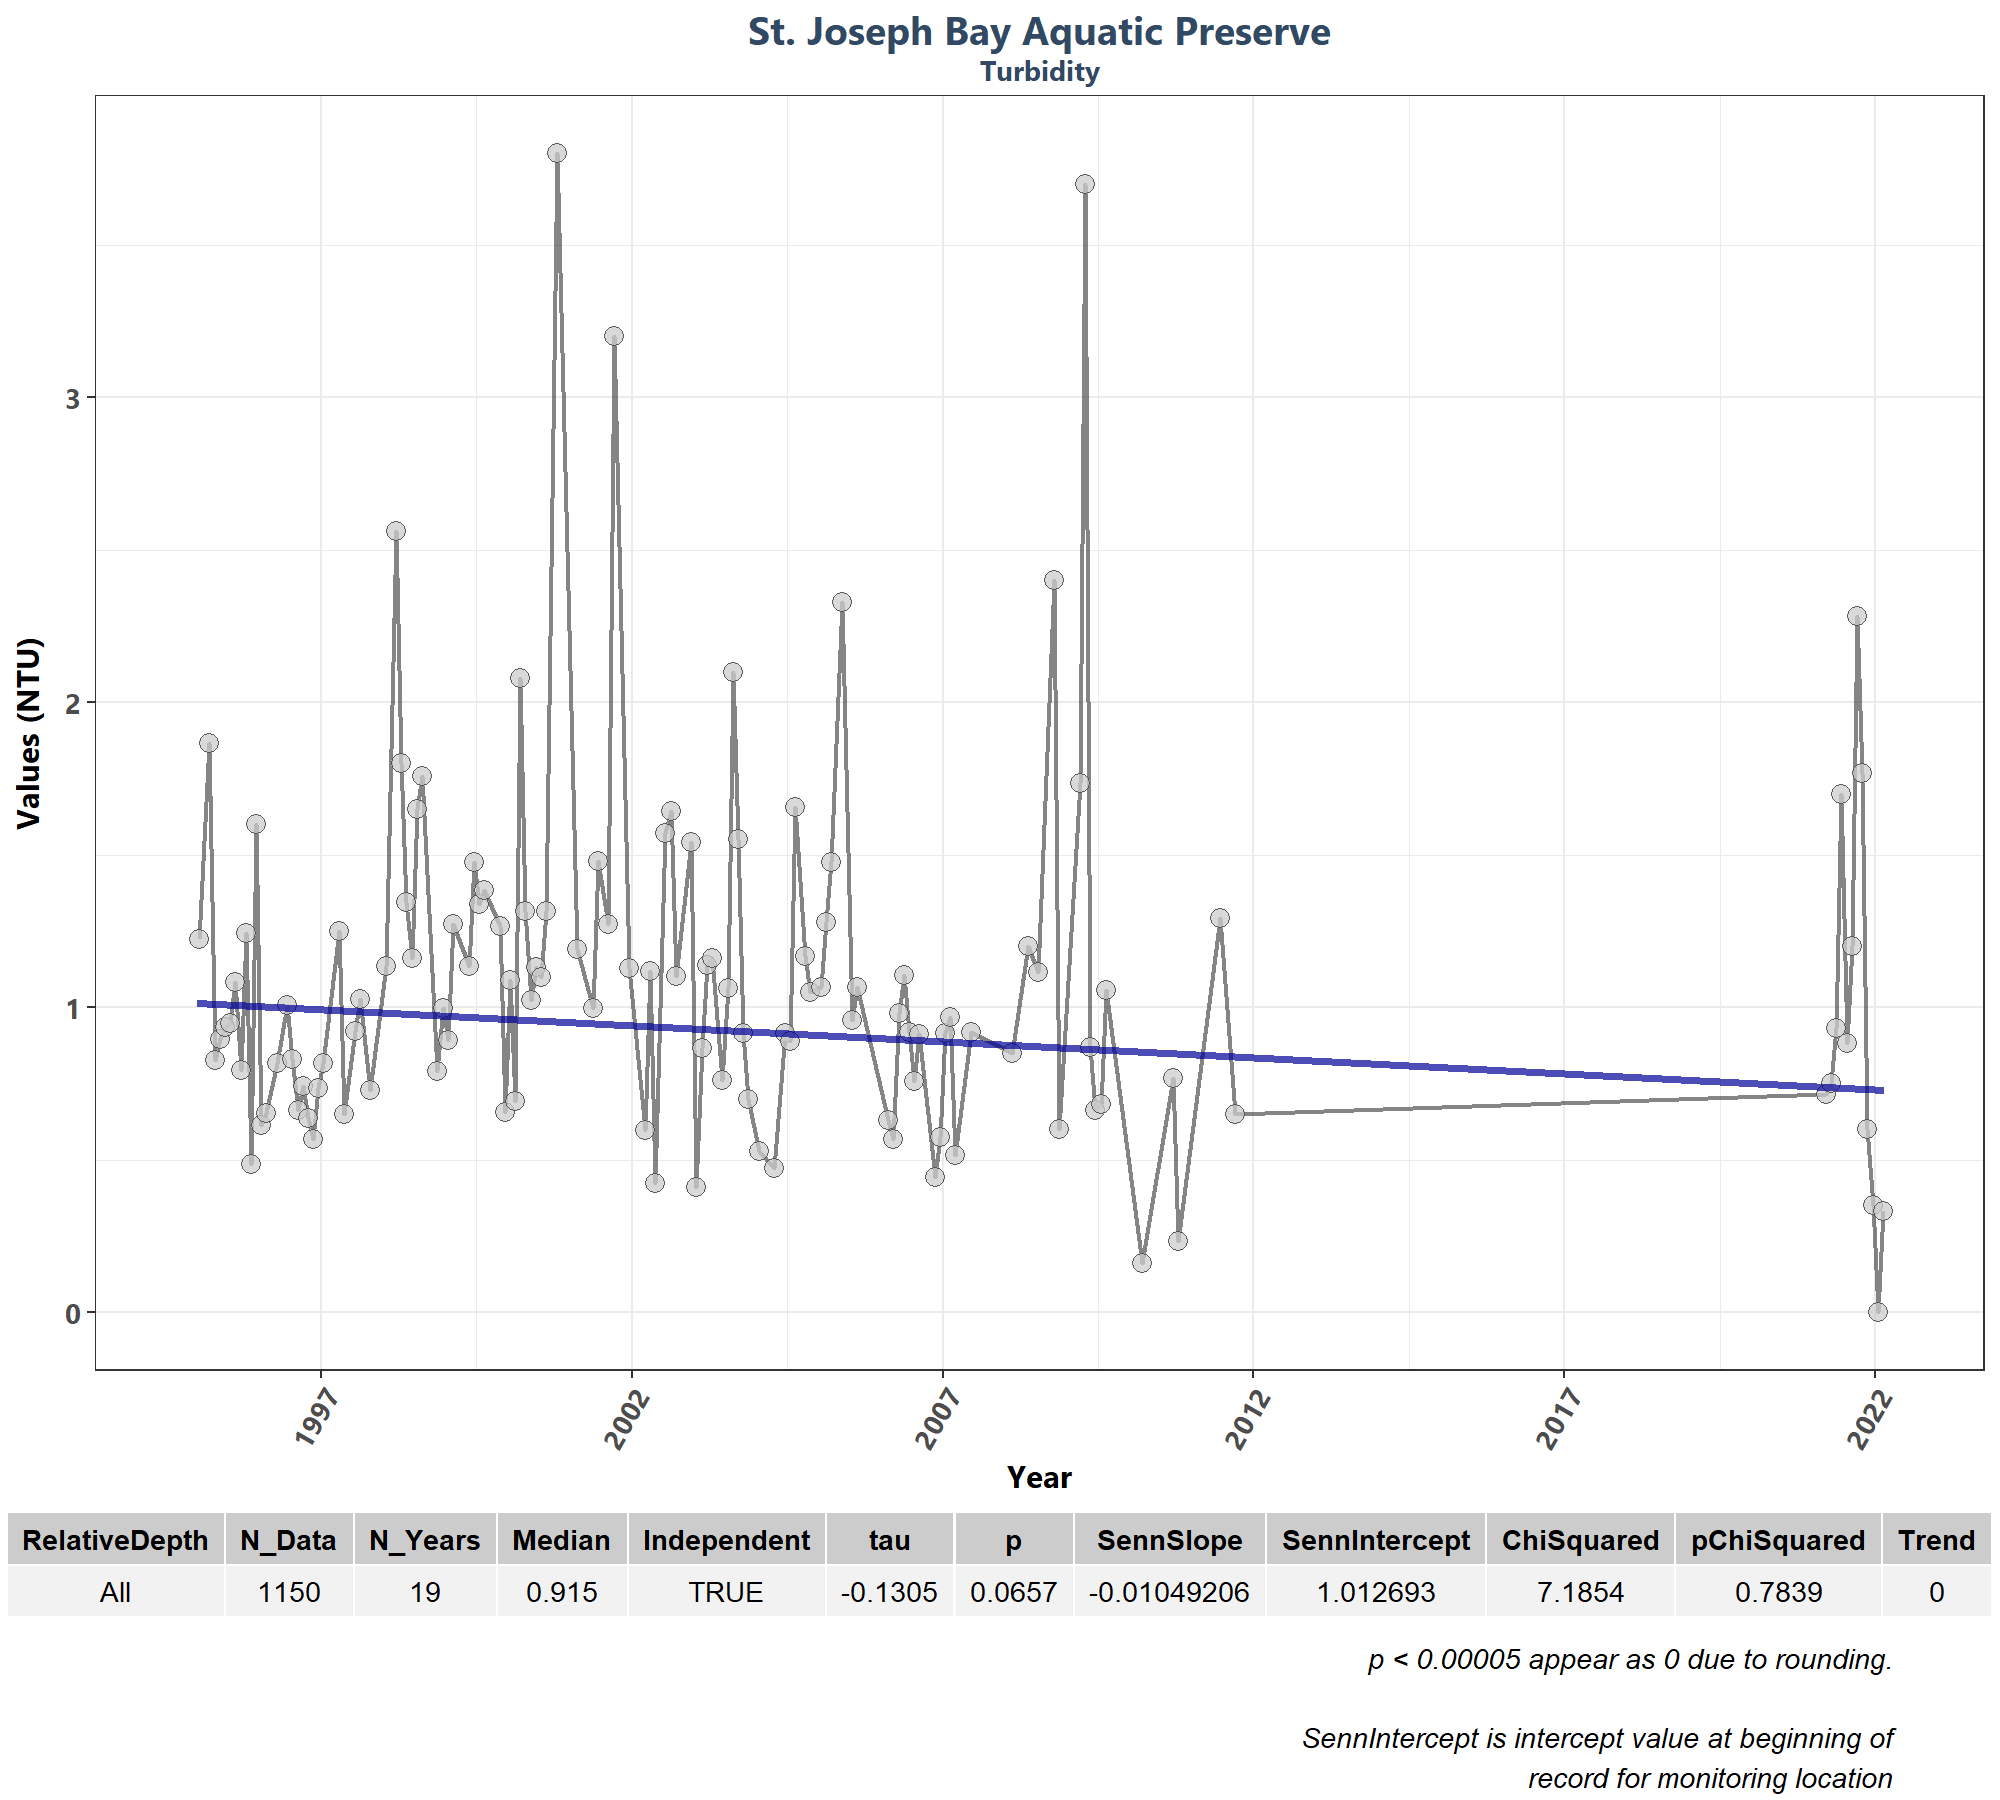 St. Joseph Bay Aquatic Preserve
Turbidity
Values (NTU)
3
2
1
0
1997 2002 2007 2012 2017 2022
Year
RelativeDepth N_Data N_Years Median Independent tau p SennSlope SennIntercept ChiSquared pChiSquared Trend
All 1150 19 0.915 TRUE -0.1305 0.0657 -0.01049206 1.012693 7.1854 0.7839 0
p < 0.00005 appear as 0 due to rounding.
SennIntercept is intercept value at beginning of
record for monitoring location